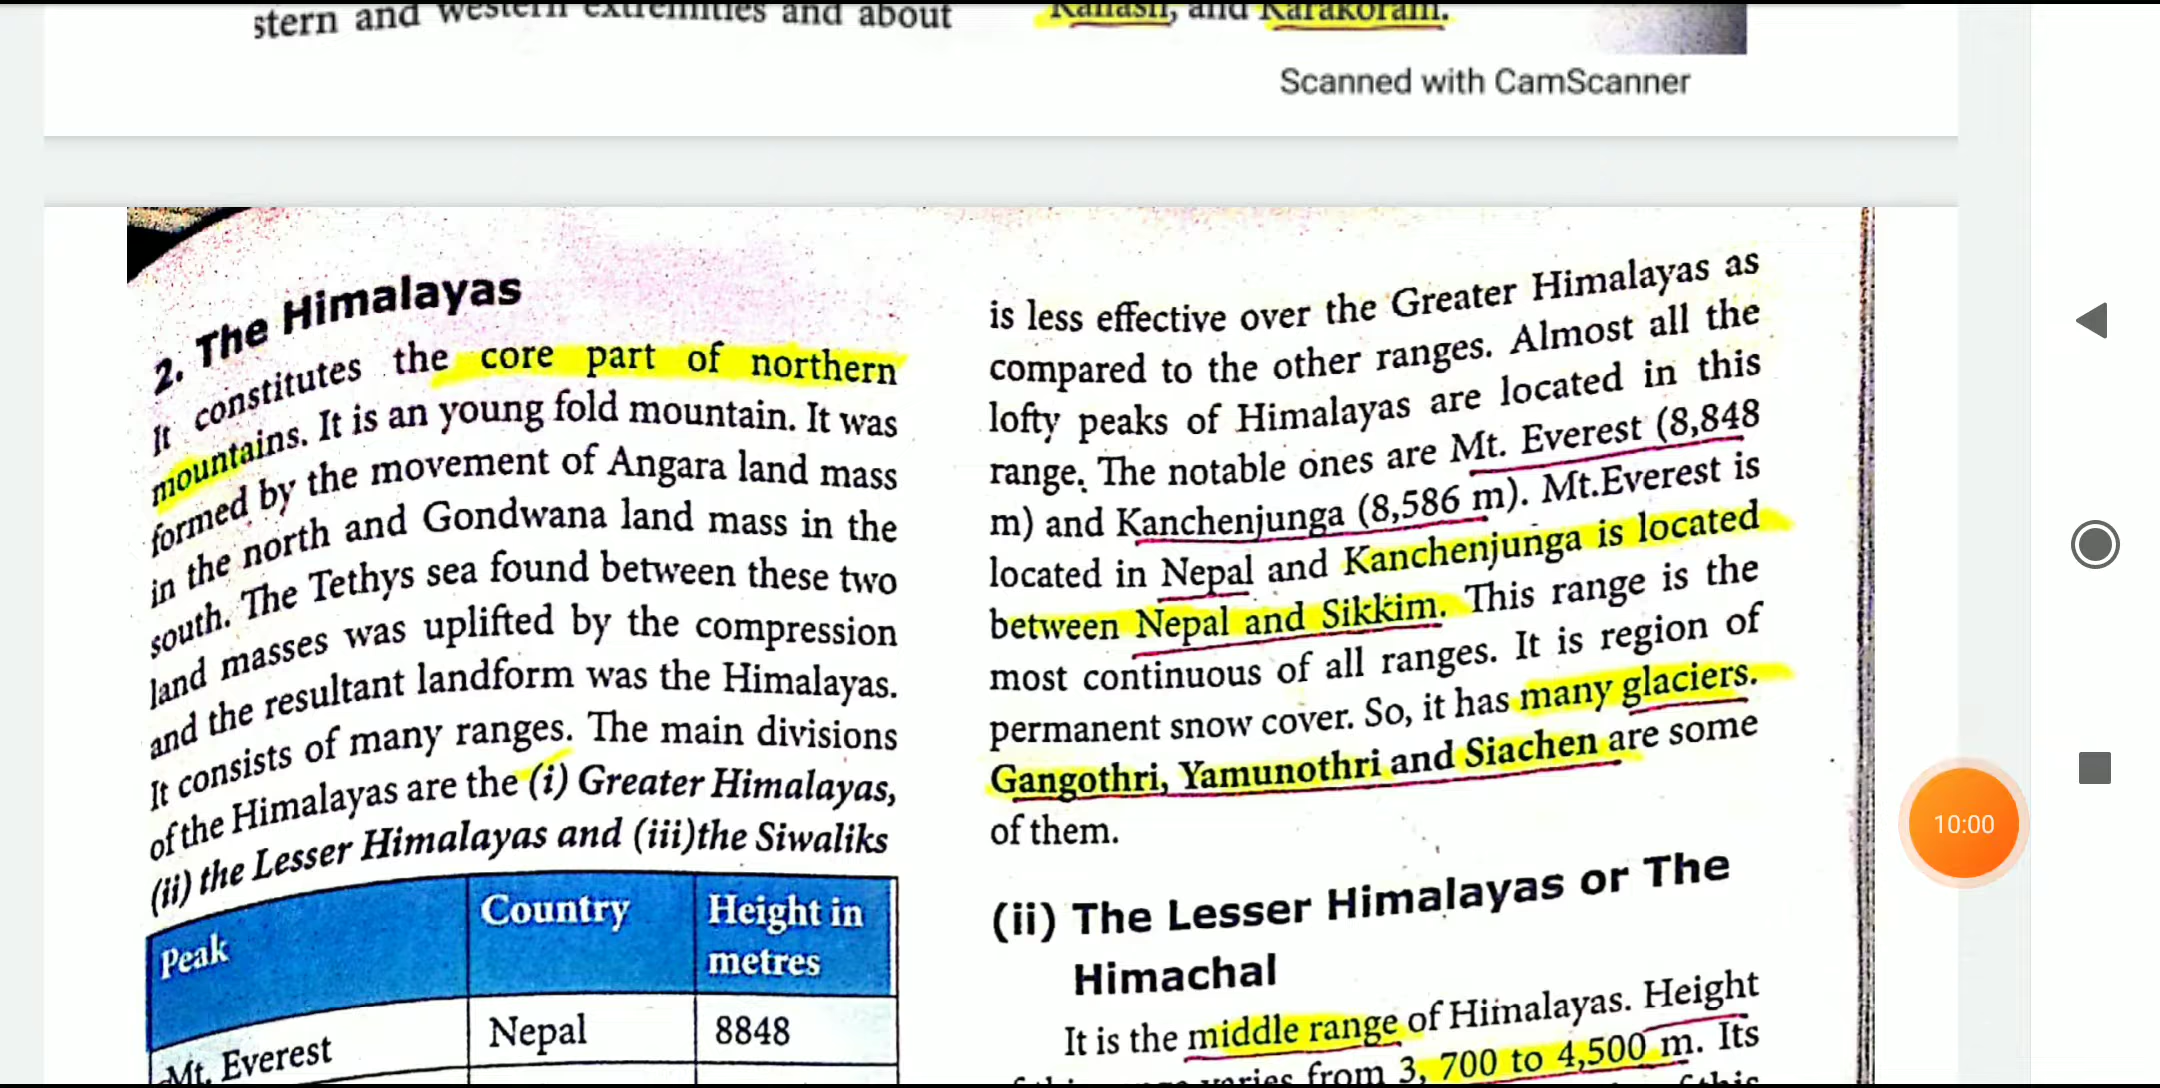 stern and western extremities and about
Kailash, and Karakoram.
Scanned with CamScanner
2. The Himalayas
It constitutes the core part of northern
mountains. It is an young fold mountain. It was
formed by the movement of Angara land mass
in the north and Gondwana land mass in the
south. The Tethys sea found between these two
land masses was uplifted by the compression
and the resultant landform was the Himalayas.
It consists of many ranges. The main divisions
of the Himalayas are the (i) Greater Himalayas,
(ii) the Lesser Himalayas and (iii)the Siwaliks
Peak Country Height in metres
Mt. Everest Nepal 8848
is less effective over the Greater Himalayas as
compared to the other ranges. Almost all the
lofty peaks of Himalayas are located in this
range. The notable ones are Mt. Everest (8,848
m) and Kanchenjunga (8,586 m). Mt.Everest is
located in Nepal and Kanchenjunga is located
between Nepal and Sikkim. This range is the
most continuous of all ranges. It is region of
permanent snow cover. So, it has many glaciers.
Gangothri, Yamunothri and Siachen are some
of them.
(ii) The Lesser Himalayas or The
Himachal
It is the middle range of Himalayas. Height
varies from 3, 700 to 4,500 m. Its
10:00